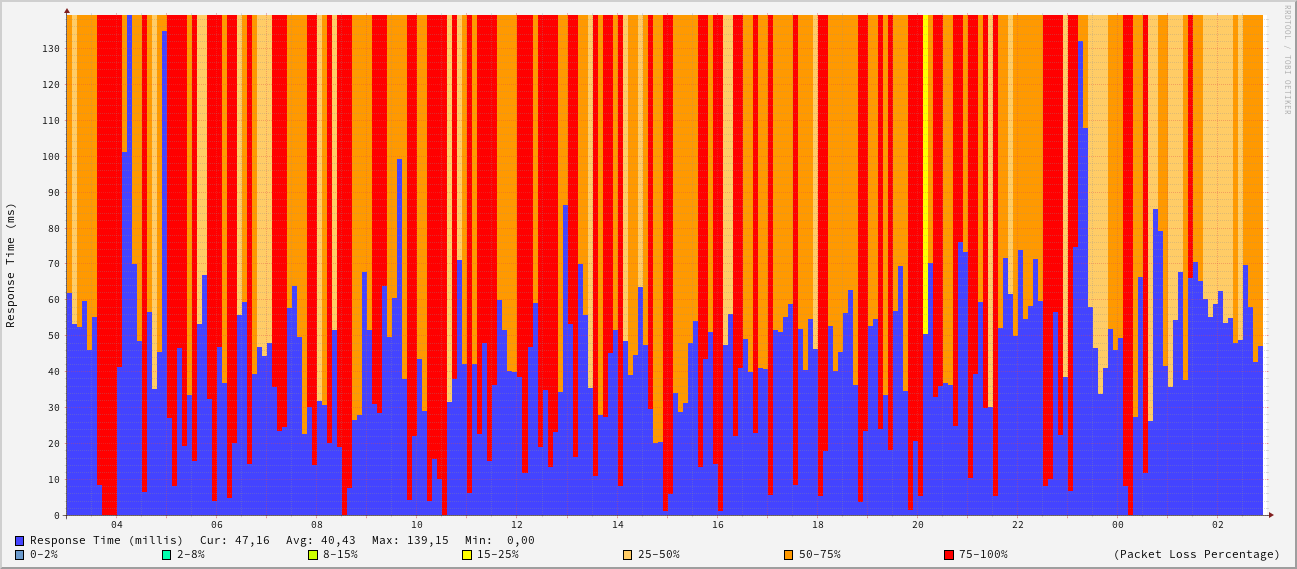 RRDTOOL / TOBI OETIKER
Response Time (ms)
130
120
110
100
90
80
70
60
50
40
30
20
10
0
04 06 08 10 12 14 16 18 20 22 00 02
Response Time (millis) Cur: 47,16 Avg: 40,43 Max: 139,15 Min: 0,00
0-2% 2-8% 8-15% 15-25% 25-50% 50-75% 75-100% (Packet Loss Percentage)